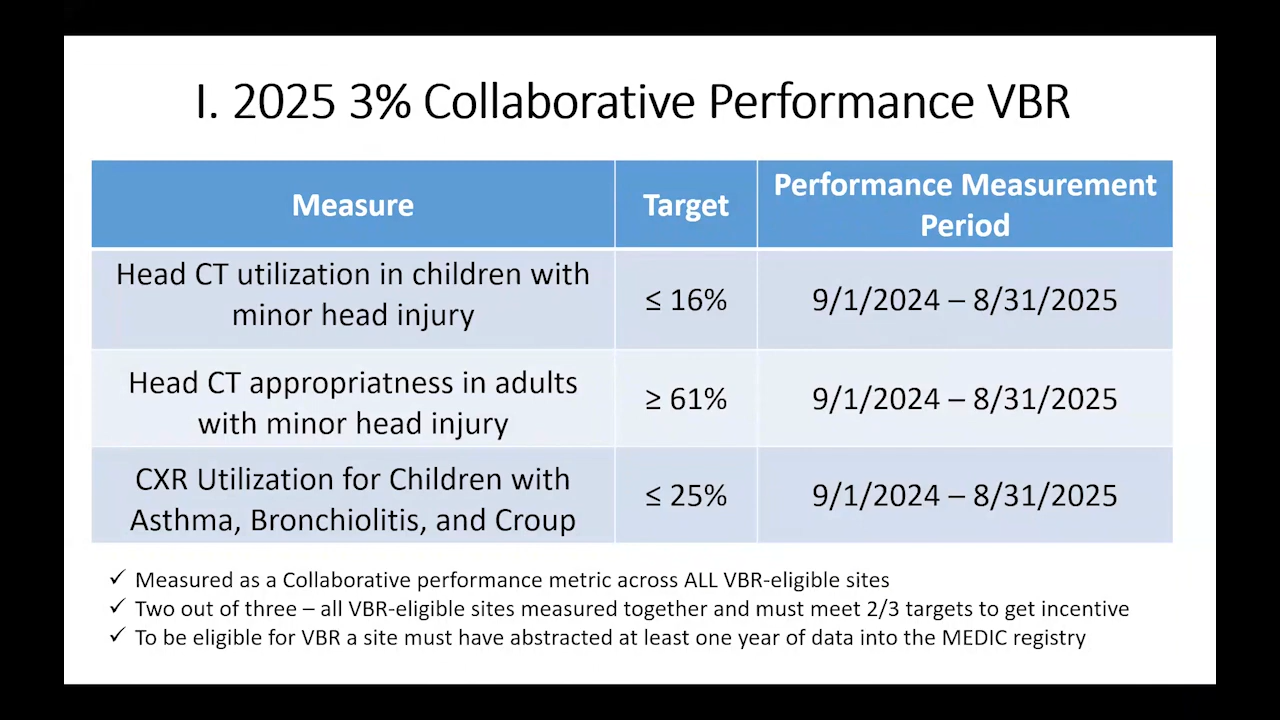 I. 2025 3% Collaborative Performance VBR
Measure
Target
Performance Measurement
Period
Head CT utilization in children with
minor head injury
≤ 16%
9/1/2024 – 8/31/2025
Head CT appropriatness in adults
with minor head injury
≥ 61%
9/1/2024 – 8/31/2025
CXR Utilization for Children with
Asthma, Bronchiolitis, and Croup
≤ 25%
9/1/2024 – 8/31/2025
✓ Measured as a Collaborative performance metric across ALL VBR-eligible sites
✓ Two out of three – all VBR-eligible sites measured together and must meet 2/3 targets to get incentive
✓ To be eligible for VBR a site must have abstracted at least one year of data into the MEDIC registry